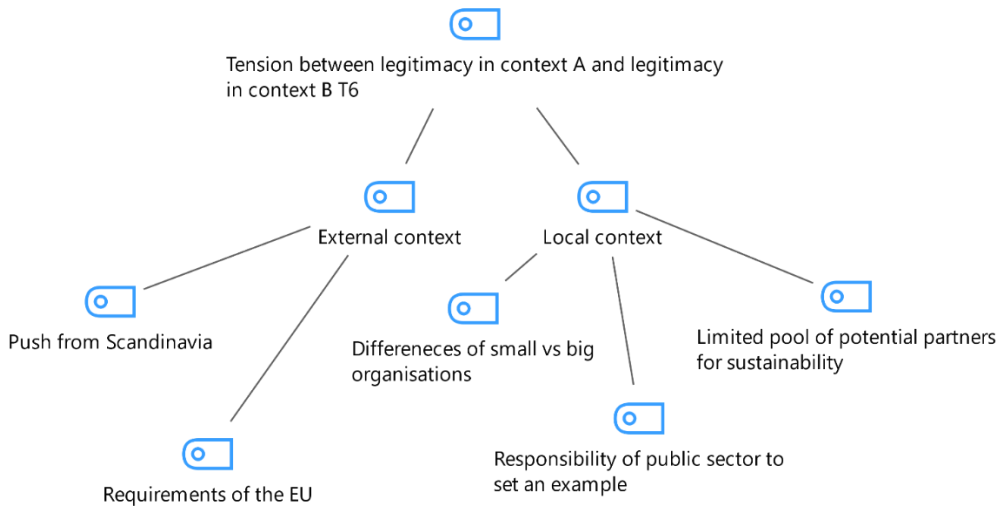 Tension between legitimacy in context A and legitimacy
in context B T6
External context
Local context
Push from Scandinavia
Differeneces of small vs big
organisations
Limited pool of potential partners
for sustainability
Requirements of the EU
Responsibility of public sector to
set an example